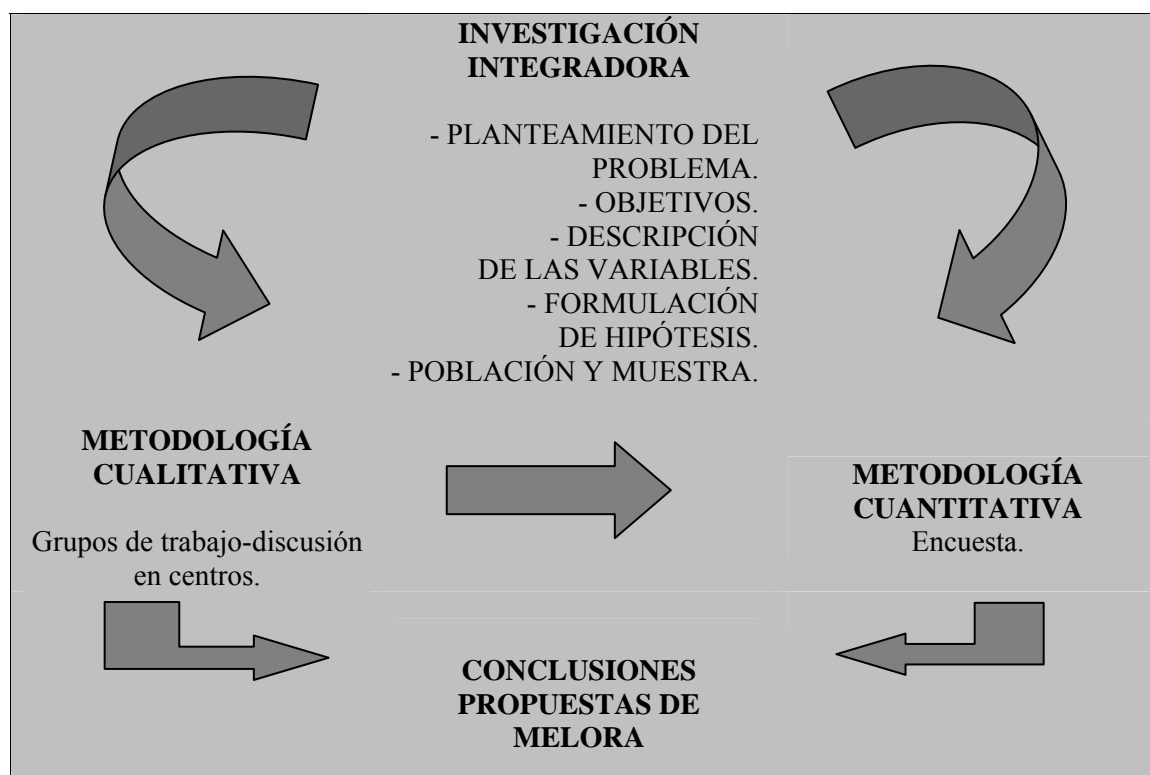 INVESTIGACIÓN
INTEGRADORA
- PLANTEAMIENTO DEL
PROBLEMA.
- OBJETIVOS.
- DESCRIPCIÓN
DE LAS VARIABLES.
- FORMULACIÓN
DE HIPÓTESIS.
- POBLACIÓN Y MUESTRA.
METODOLOGÍA
CUALITATIVA
Grupos de trabajo-discusión
en centros.
METODOLOGÍA
CUANTITATIVA
Encuesta.
CONCLUSIONES
PROPUESTAS DE
MELORA